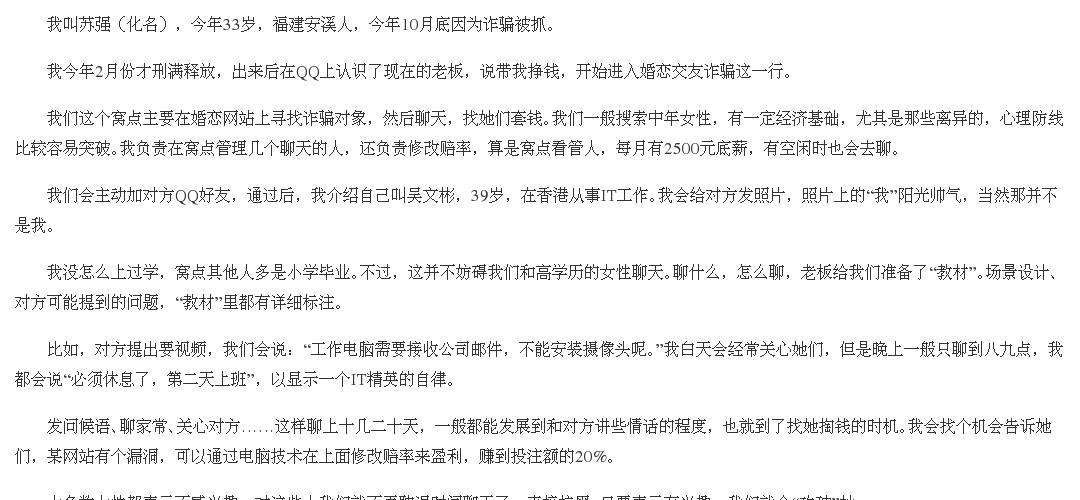 我叫苏强（化名），今年33岁，福建安溪人，今年10月底因为诈骗被抓。
我今年2月份才刑满释放，出来后在QQ上认识了现在的老板，说带我挣钱，开始进入婚恋交友诈骗这一行。
我们这个窝点主要在婚恋网站上寻找诈骗对象，然后聊天，找她们套钱。我们一般搜索中年女性，有一定经济基础，尤其是那些离异的，心理防线
比较容易突破。我负责在窝点管理几个聊天的人，还负责修改赔率，算是窝点看管人，每月有2500元底薪，有空闲时也会去聊。
我们会主动加对方QQ好友，通过后，我介绍自己叫吴文彬，39岁，在香港从事IT工作。我会给对方发照片，照片上的“我”阳光帅气，当然那并不
是我。
我没怎么上过学，窝点其他人多是小学毕业。不过，这并不妨碍我们和高学历的女性聊天。聊什么，怎么聊，老板给我们准备了“教材”。场景设计、
对方可能提到的问题，“教材”里都有详细标注。
比如，对方提出要视频，我们会说：“工作电脑需要接收公司邮件，不能安装摄像头呢。”我白天会经常关心她们，但是晚上一般只聊到八九点，我
都会说“必须休息了，第二天上班”，以显示一个IT精英的自律。
发问候语、聊家常、关心对方……这样聊上十几二十天，一般都能发展到和对方讲些情话的程度，也就到了找她掏钱的时机。我会找个机会告诉她
们，某网站有个漏洞，可以通过电脑技术在上面修改赔率来盈利，赚到投注额的20%。